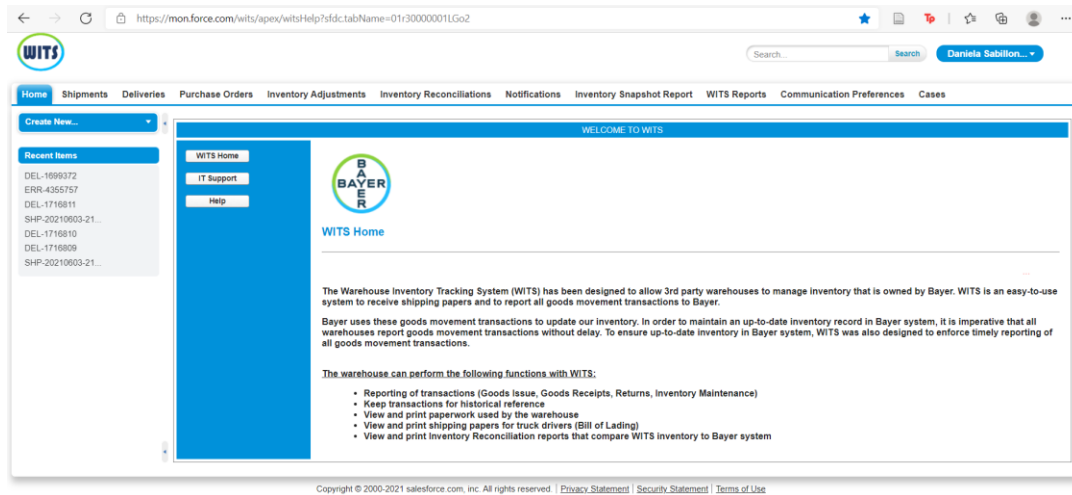 https://mon.force.com/wits/apex/witsHelp?sfdc.tabName=01r30000001LGo2
WITS
Search...
Search
Daniela Sabillon...
Home Shipments Deliveries Purchase Orders Inventory Adjustments Inventory Reconciliations Notifications Inventory Snapshot Report WITS Reports Communication Preferences Cases
Create New...
WELCOME TO WITS
Recent Items
DEL-1699372
ERR-4355757
DEL-1716811
SHP-20210603-21...
DEL-1716810
DEL-1716809
SHP-20210603-21...
WITS Home
IT Support
Help
BAYER
BAYER
WITS Home
The Warehouse Inventory Tracking System (WITS) has been designed to allow 3rd party warehouses to manage inventory that is owned by Bayer. WITS is an easy-to-use
system to receive shipping papers and to report all goods movement transactions to Bayer.
Bayer uses these goods movement transactions to update our inventory. In order to maintain an up-to-date inventory record in Bayer system, it is imperative that all
warehouses report goods movement transactions without delay. To ensure up-to-date inventory in Bayer system, WITS was also designed to enforce timely reporting of
all goods movement transactions.
The warehouse can perform the following functions with WITS:
• Reporting of transactions (Goods Issue, Goods Receipts, Returns, Inventory Maintenance)
• Keep transactions for historical reference
• View and print paperwork used by the warehouse
• View and print shipping papers for truck drivers (Bill of Lading)
• View and print Inventory Reconciliation reports that compare WITS inventory to Bayer system
Copyright © 2000-2021 salesforce.com, inc. All rights reserved. | Privacy Statement | Security Statement | Terms of Use